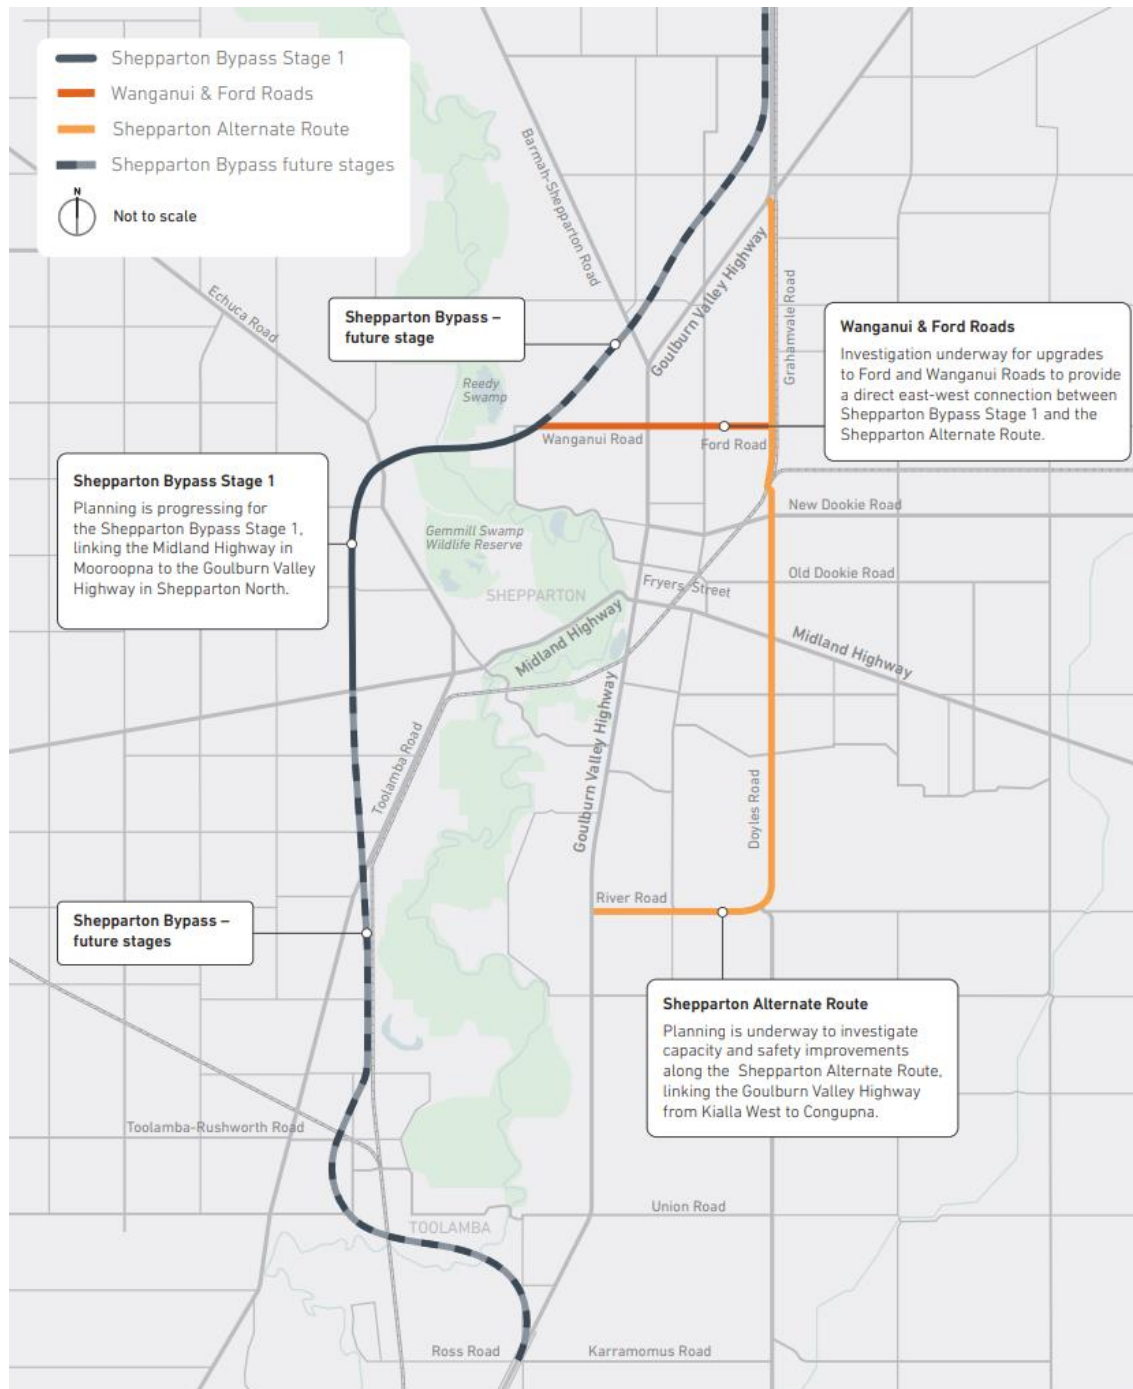 Shepparton Bypass Stage 1
Wanganui & Ford Roads
Shepparton Alternate Route
Shepparton Bypass future stages
N
Not to scale
Barmah-Shepparton Road
Goulburn Valley Highway
Grahamvale Road
Echuca Road
Shepparton Bypass –
future stage
Wanganui & Ford Roads
Investigation underway for upgrades
to Ford and Wanganui Roads to provide
a direct east-west connection between
Shepparton Bypass Stage 1 and the
Shepparton Alternate Route.
Reedy
Swamp
Wanganui Road
Ford Road
Shepparton Bypass Stage 1
Planning is progressing for
the Shepparton Bypass Stage 1,
linking the Midland Highway in
Mooroopna to the Goulburn Valley
Highway in Shepparton North.
New Dookie Road
Gemmill Swamp
Wildlife Reserve
Old Dookie Road
Fryers Street
SHEPPARTON
Midland Highway
Midland Highway
Goulburn Valley Highway
Toolamba Road
Doyles Road
River Road
Shepparton Bypass –
future stages
Shepparton Alternate Route
Planning is underway to investigate
capacity and safety improvements
along the Shepparton Alternate Route,
linking the Goulburn Valley Highway
from Kialla West to Congupna.
Toolamba-Rushworth Road
Union Road
TOOLAMBA
Ross Road
Karramomus Road